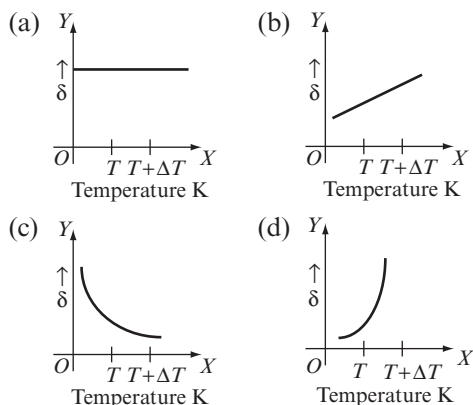 (a) Y
↑
δ
O T T+ΔT X
Temperature K
(b) Y
↑
δ
O T T+ΔT X
Temperature K
(c) Y
↑
δ
O T T+ΔT X
Temperature K
(d) Y
↑
δ
O T T+ΔT X
Temperature K